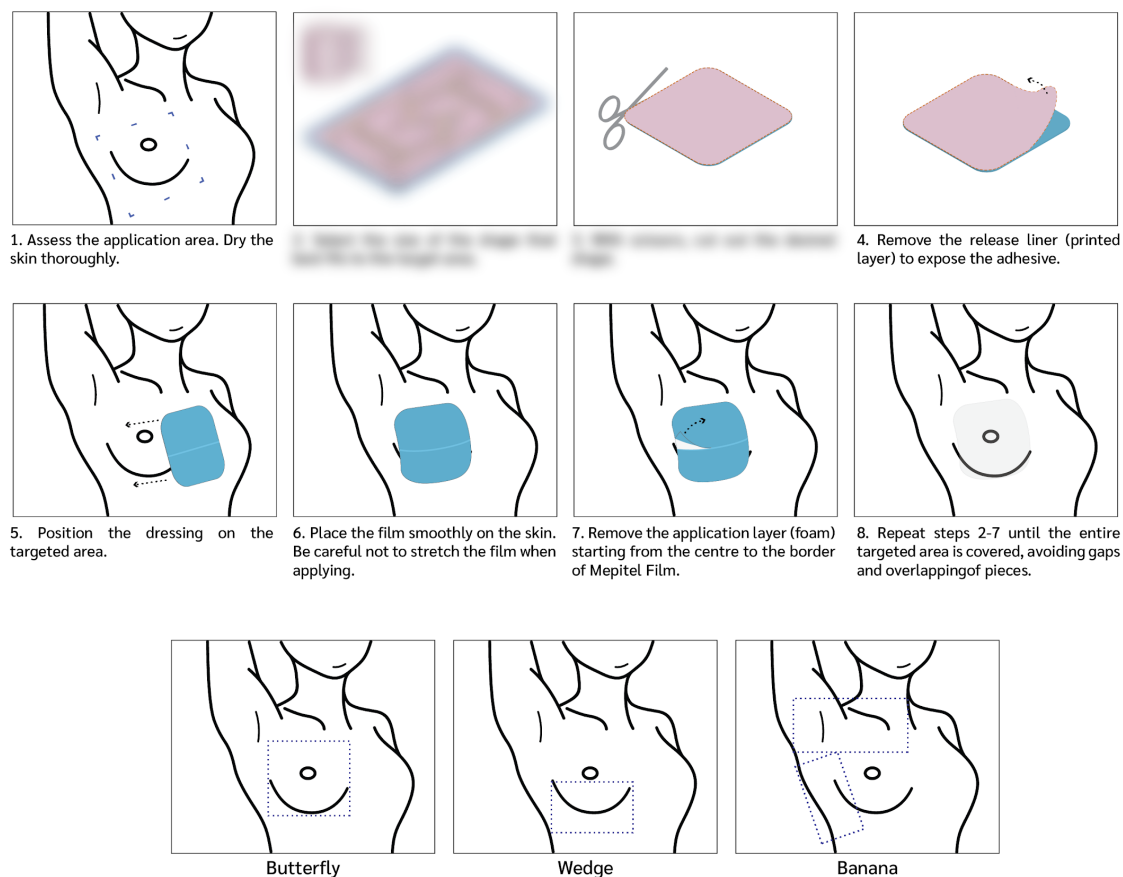 1. Assess the application area. Dry the
skin thoroughly.
4. Remove the release liner (printed
layer) to expose the adhesive.
5. Position the dressing on the
targeted area.
6. Place the film smoothly on the skin.
Be careful not to stretch the film when
applying.
7. Remove the application layer (foam)
starting from the centre to the border
of Mepitel Film.
8. Repeat steps 2-7 until the entire
targeted area is covered, avoiding gaps
and overlappingof pieces.
Butterfly
Wedge
Banana